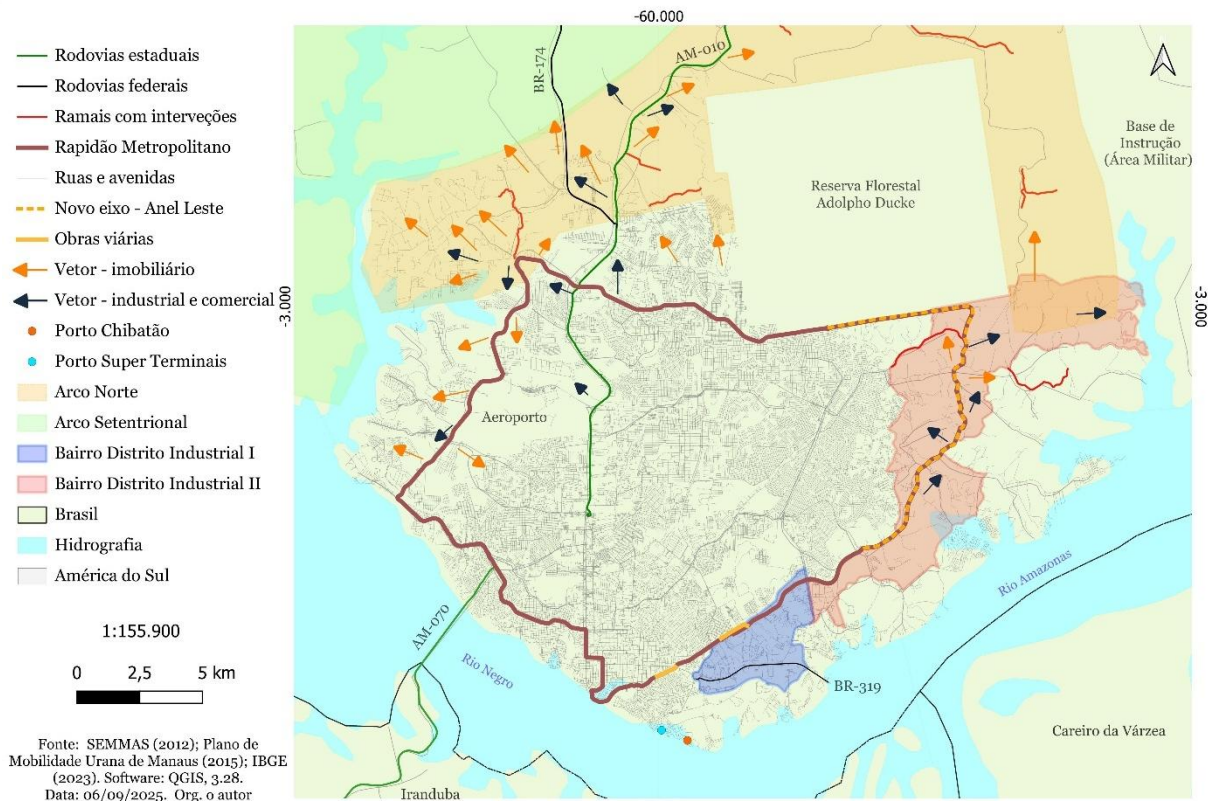 -60.000
Rodovias estaduais
Rodovias federais
Ramais com interveções
Rapidão Metropolitano
Ruas e avenidas
Novo eixo - Anel Leste
Obras viárias
Vetor - imobiliário
Vetor - industrial e comercial
Porto Chibatão
Porto Super Terminais
Arco Norte
Arco Setentrional
Bairro Distrito Industrial I
Bairro Distrito Industrial II
Brasil
Hidrografia
América do Sul
1:155.900
0 2,5 5 km
Fonte: SEMMAS (2012); Plano de
Mobilidade Urana de Manaus (2015); IBGE
(2023). Software: QGIS, 3.28.
Data: 06/09/2025. Org. o autor
BR-174
AM-010
Base de
Instrução
(Área Militar)
Reserva Florestal
Adolpho Ducke
-3.000
-3.000
Aeroporto
AM-070
Rio Negro
Rio Amazonas
BR-319
Careiro da Várzea
Iranduba